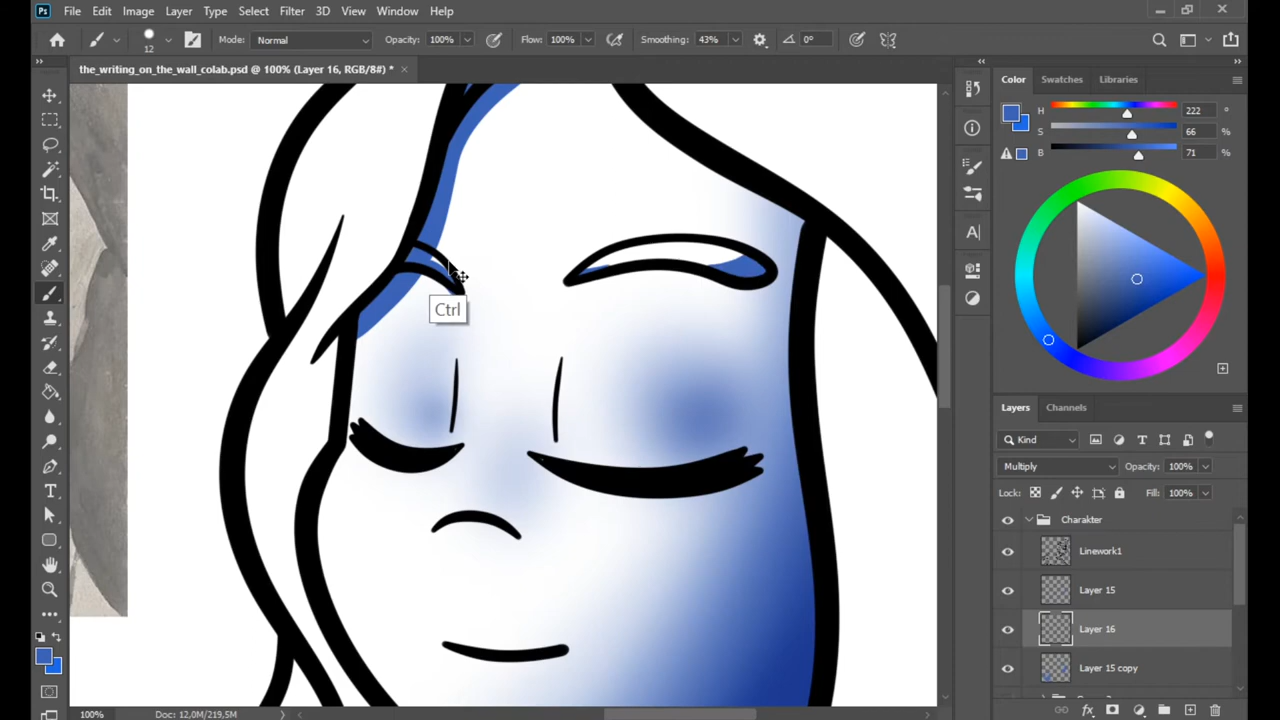 Ps File Edit Image Layer Type Select Filter 3D View Window Help
12 Mode: Normal Opacity: 100% Flow: 100% Smoothing: 43% 0°
the_writing_on_the_wall_colab.psd @ 100% (Layer 16, RGB/8#) * ×
Color Swatches Libraries
H 222 °
S 66 %
B 71 %
A
Ctrl
Layers Channels
Kind
Multiply Opacity: 100%
Lock: Fill: 100%
Charakter
Linework1
Layer 15
Layer 16
Layer 15 copy
fx
100% Doc: 12,0M/219,5M